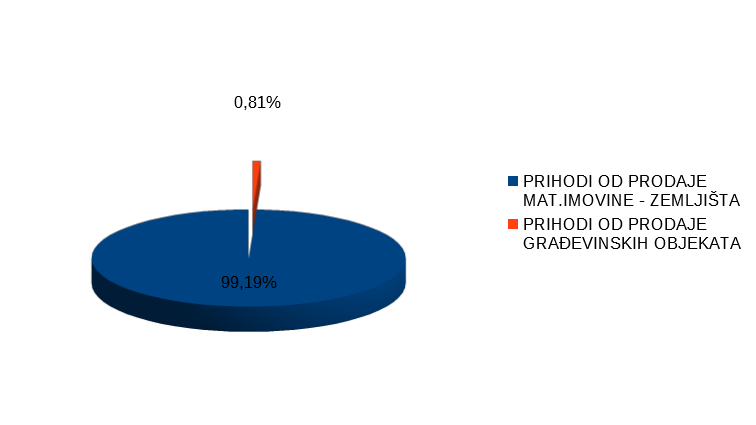 0,81%
PRIHODI OD PRODAJE
MAT.IMOVINE - ZEMLJIŠTA
PRIHODI OD PRODAJE
GRAĐEVINSKIH OBJEKATA
99,19%